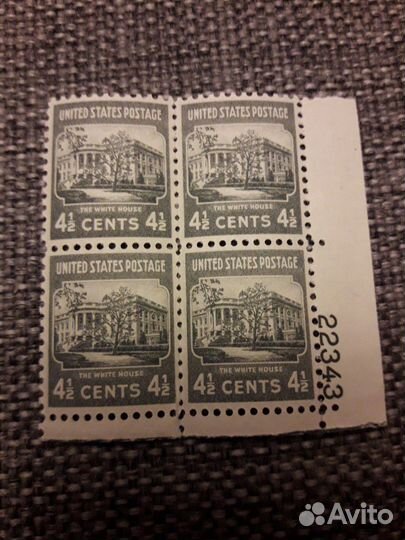 UNITED STATES POSTAGE
THE WHITE HOUSE
4½ CENTS 4½
UNITED STATES POSTAGE
THE WHITE HOUSE
4½ CENTS 4½
UNITED STATES POSTAGE
THE WHITE HOUSE
4½ CENTS 4½
UNITED STATES POSTAGE
THE WHITE HOUSE
4½ CENTS 4½
22343
Avito